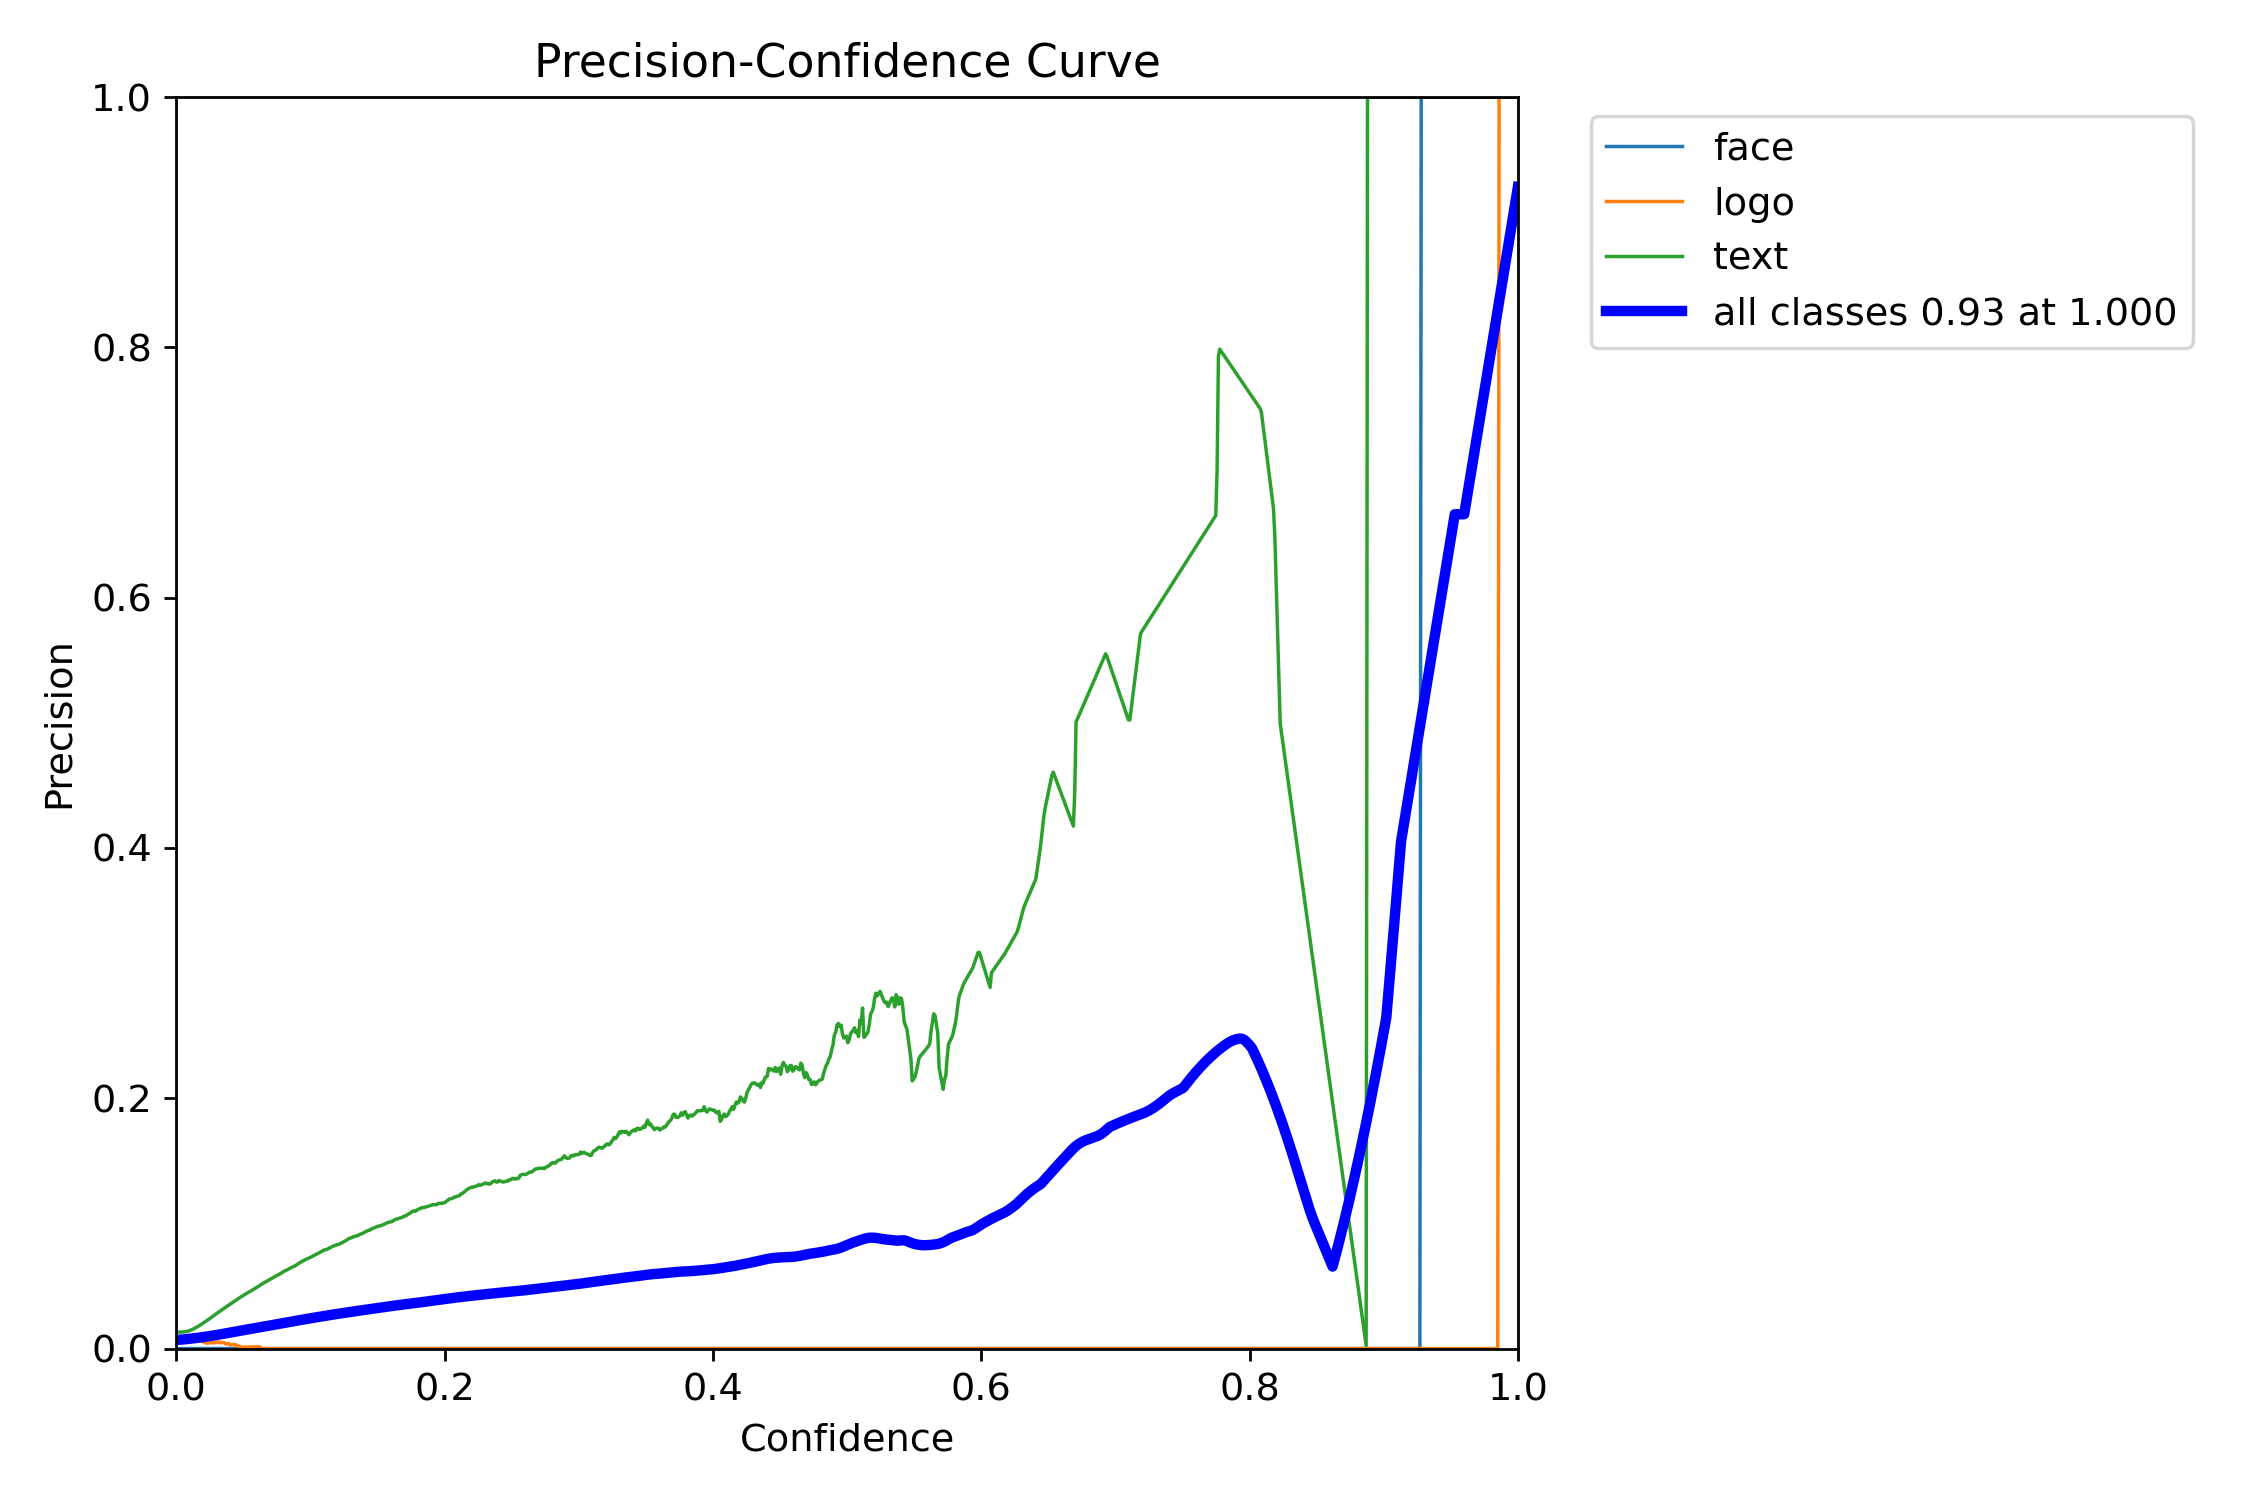 Precision-Confidence Curve
1.0
0.8
0.6
0.4
0.2
0.0
Precision
0.0 0.2 0.4 0.6 0.8 1.0
Confidence
face
logo
text
all classes 0.93 at 1.000